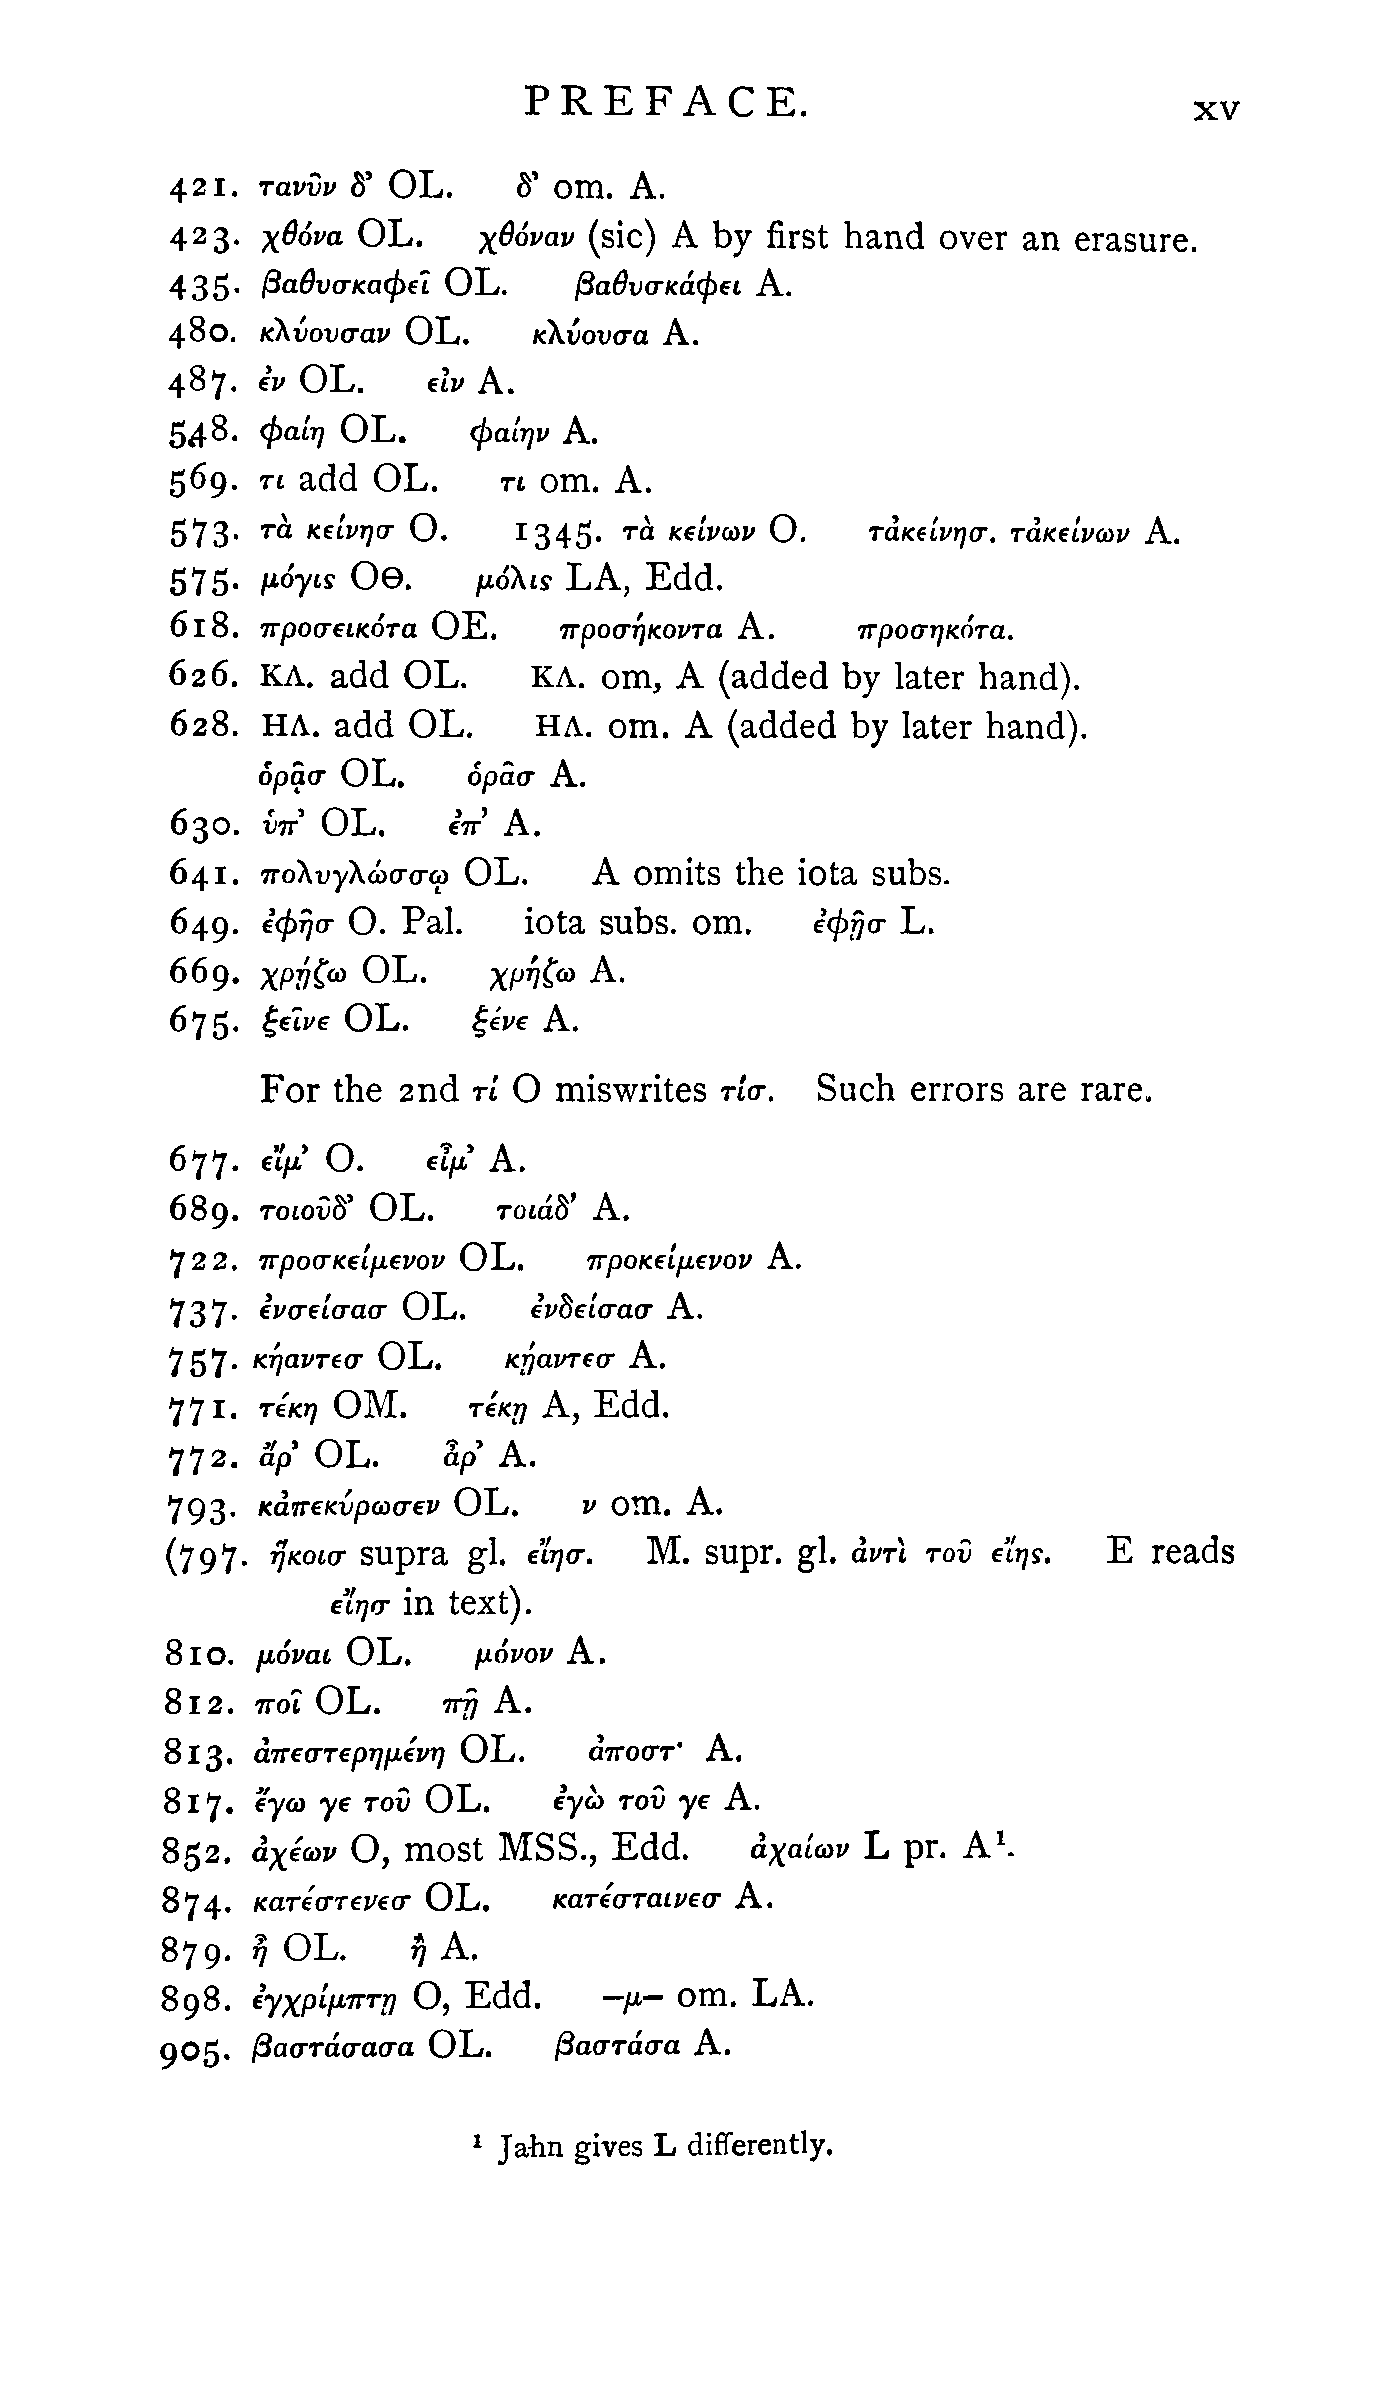 PREFACE. xv
421. τανῦν δ’ OL. δ’ om. A.
423. χθόνα OL. χθόναν (sic) A by first hand over an erasure.
435. βαθυσκαφεῖ OL. βαθυσκάφει A.
480. κλύουσαν OL. κλύουσα A.
487. ἐν OL. εἰν A.
548. φαίη OL. φαίην A.
569. τι add OL. τι om. A.
573. τὰ κείνησ O. 1345. τὰ κείνων O. τἀκείνησ. τἀκείνων A.
575. μόγις OΘ. μόλις LA, Edd.
618. προσεικότα OE. προσήκοντα A. προσηκότα.
626. ΚΛ. add OL. ΚΛ. om, A (added by later hand).
628. ΗΛ. add OL. ΗΛ. om. A (added by later hand).
ὁρᾷσ OL. ὁρᾶσ A.
630. ὑπ’ OL. ἐπ’ A.
641. πολυγλώσσῳ OL. A omits the iota subs.
649. ἐφῆσ O. Pal. iota subs. om. ἐφῇσ L.
669. χρῄζω OL. χρήζω A.
675. ξεῖνε OL. ξένε A.
For the 2nd τί O miswrites τίσ. Such errors are rare.
677. εἴμ’ O. εἶμ’ A.
689. τοιοῦδ’ OL. τοιάδ’ A.
722. προσκείμενον OL. προκείμενον A.
737. ἐνσείσασ OL. ἐνδείσασ A.
757. κήαντεσ OL. κῄαντεσ A.
771. τέκη OM. τέκῃ A, Edd.
772. ἄρ’ OL. ἆρ’ A.
793. κἀπεκύρωσεν OL. ν om. A.
(797. ἥκοισ supra gl. εἴησ. M. supr. gl. ἀντὶ τοῦ εἴης. E reads
εἴησ in text).
810. μόναι OL. μόνον A.
812. ποῖ OL. πῇ A.
813. ἀπεστερημένη OL. ἀποστ· A.
817. ἔγω γε τοῦ OL. ἐγὼ τοῦ γε A.
852. ἀχέων O, most MSS., Edd. ἀχαίων L pr. A¹.
874. κατέστενεσ OL. κατέσταινεσ A.
879. ἦ OL. ἡ A.
898. ἐγχρίμπτῃ O, Edd. –μ– om. LA.
905. βαστάσασα OL. βαστάσα A.
¹ Jahn gives L differently.